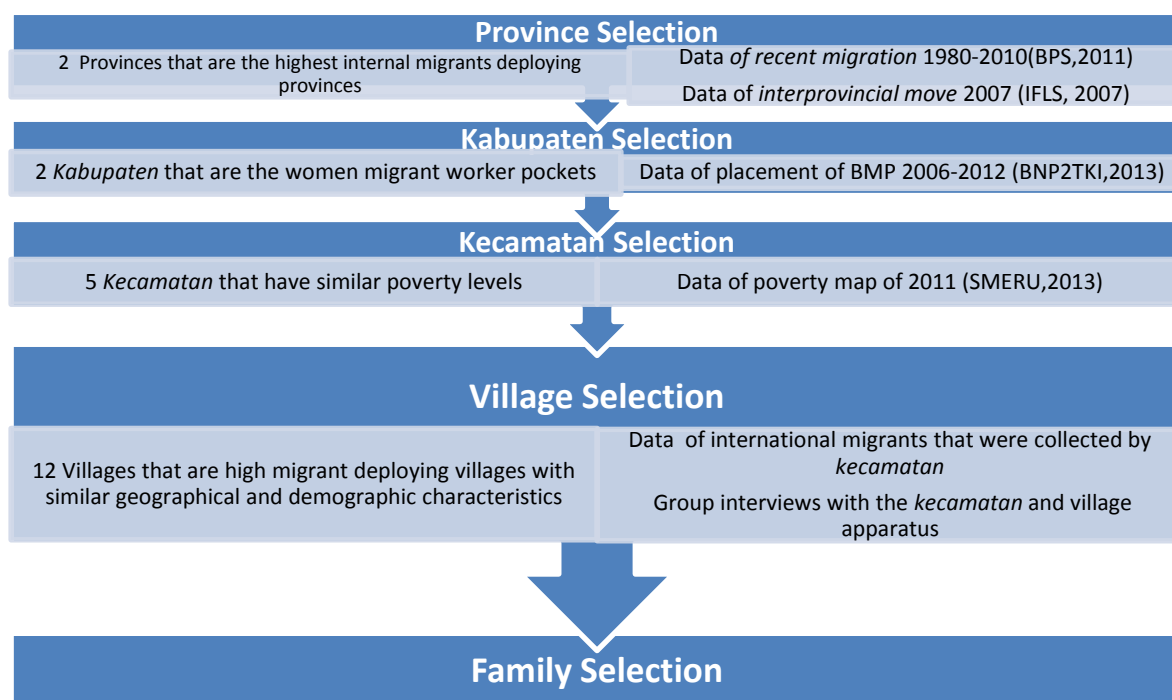 Province Selection
2 Provinces that are the highest internal migrants deploying
provinces
Data of recent migration 1980-2010(BPS,2011)
Data of interprovincial move 2007 (IFLS, 2007)
Kabupaten Selection
2 Kabupaten that are the women migrant worker pockets
Data of placement of BMP 2006-2012 (BNP2TKI,2013)
Kecamatan Selection
5 Kecamatan that have similar poverty levels
Data of poverty map of 2011 (SMERU,2013)
Village Selection
12 Villages that are high migrant deploying villages with
similar geographical and demographic characteristics
Data of international migrants that were collected by
kecamatan
Group interviews with the kecamatan and village
apparatus
Family Selection